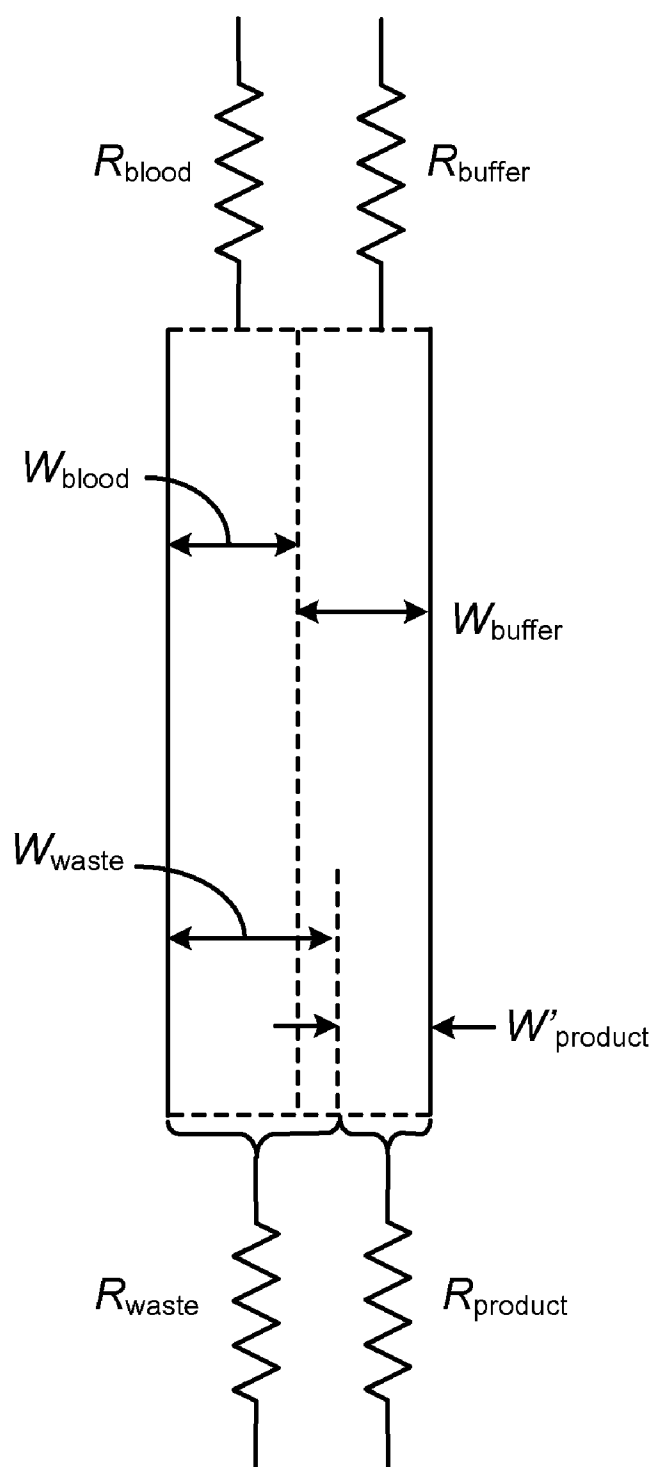 Rblood
Rbuffer
Wblood
Wbuffer
Wwaste
W’product
Rwaste
Rproduct